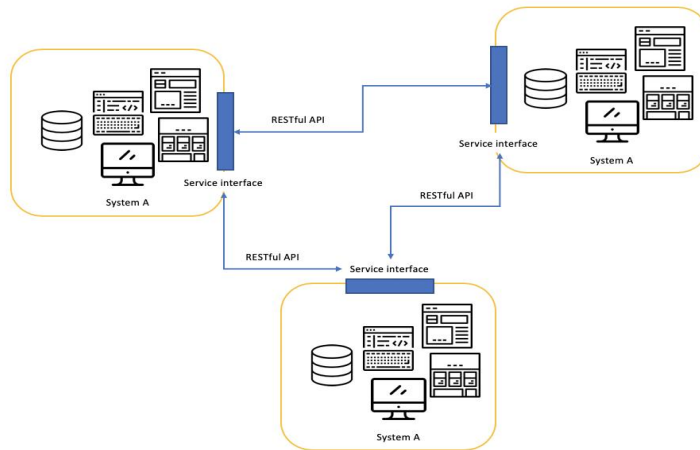 RESTful API
Service interface
System A
Service interface
System A
RESTful API
RESTful API
Service interface
System A